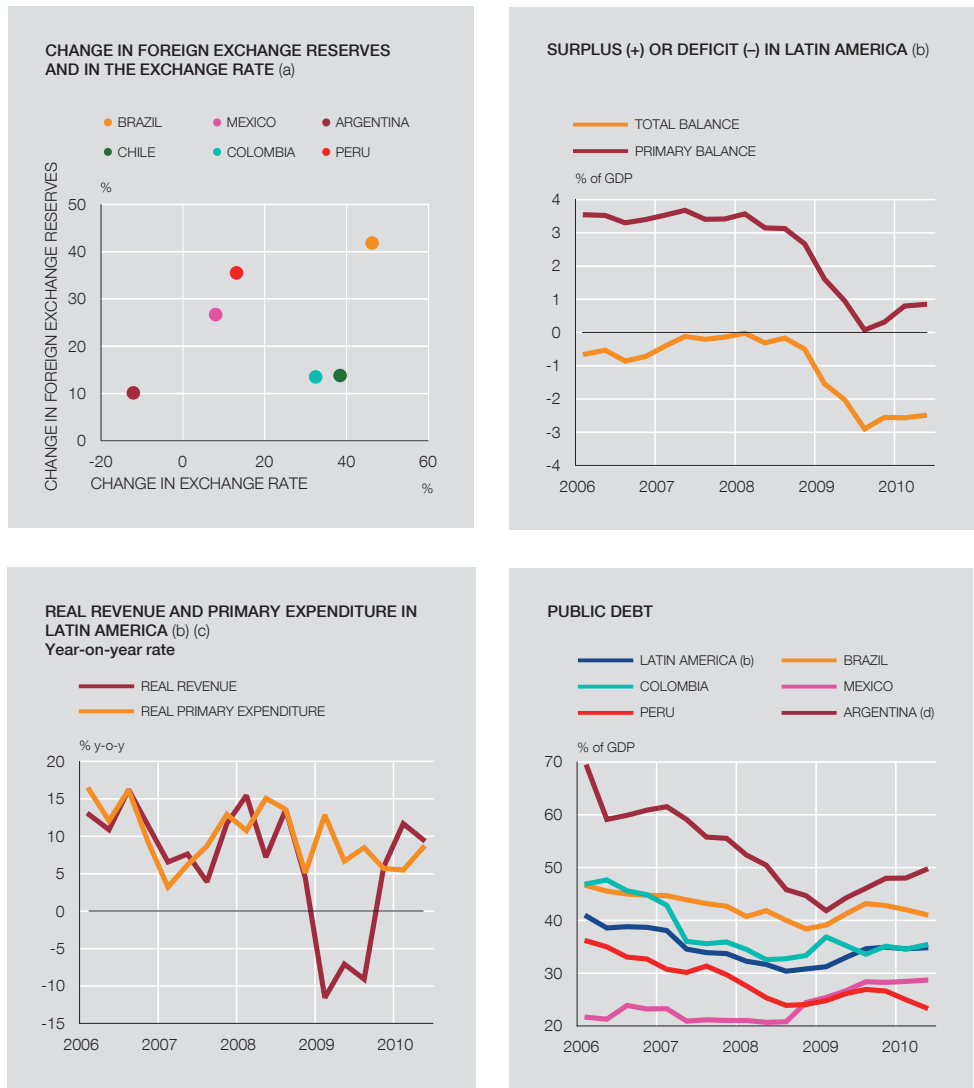 CHANGE IN FOREIGN EXCHANGE RESERVES
AND IN THE EXCHANGE RATE (a)
BRAZIL
MEXICO
ARGENTINA
CHILE
COLOMBIA
PERU
CHANGE IN FOREIGN EXCHANGE RESERVES
%
50
40
30
20
10
0
-20
0
20
40
60
CHANGE IN EXCHANGE RATE
%
SURPLUS (+) OR DEFICIT (–) IN LATIN AMERICA (b)
TOTAL BALANCE
PRIMARY BALANCE
% of GDP
4
3
2
1
0
-1
-2
-3
-4
2006
2007
2008
2009
2010
REAL REVENUE AND PRIMARY EXPENDITURE IN
LATIN AMERICA (b) (c)
Year-on-year rate
REAL REVENUE
REAL PRIMARY EXPENDITURE
% y-o-y
20
15
10
5
0
-5
-10
-15
2006
2007
2008
2009
2010
PUBLIC DEBT
LATIN AMERICA (b)
BRAZIL
COLOMBIA
MEXICO
PERU
ARGENTINA (d)
% of GDP
70
60
50
40
30
20
2006
2007
2008
2009
2010